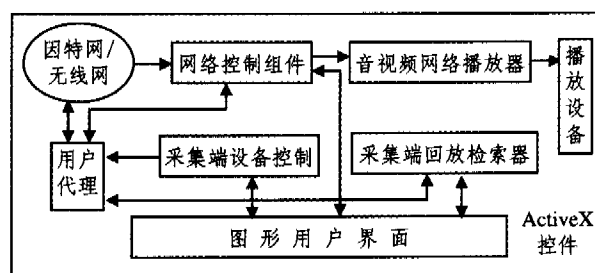 因特网/
无线网
网络控制组件
音视频网络播放器
播放设备
用户
代理
采集端设备控制
采集端回放检索器
图形用户界面
ActiveX
控件